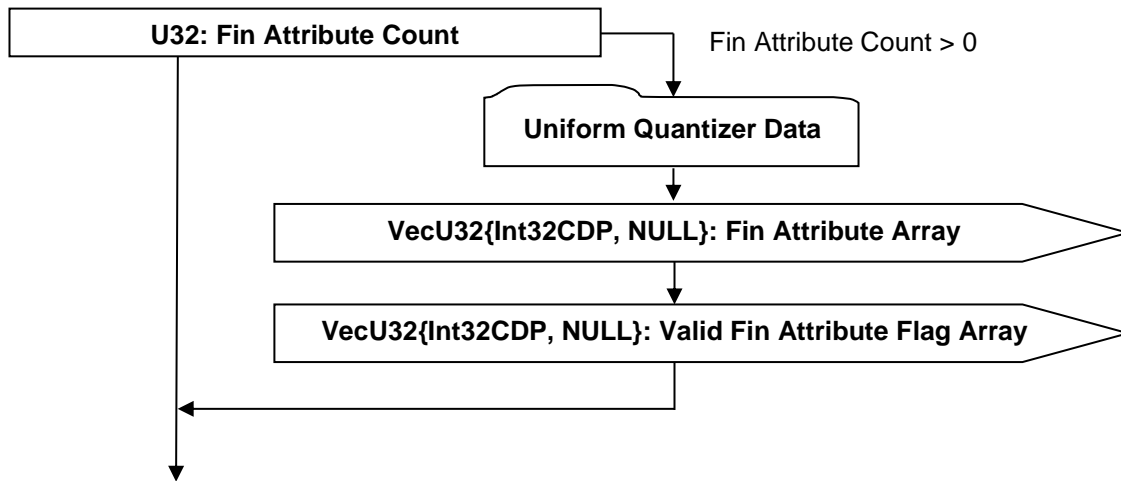 U32: Fin Attribute Count
Fin Attribute Count > 0
Uniform Quantizer Data
VecU32{Int32CDP, NULL}: Fin Attribute Array
VecU32{Int32CDP, NULL}: Valid Fin Attribute Flag Array